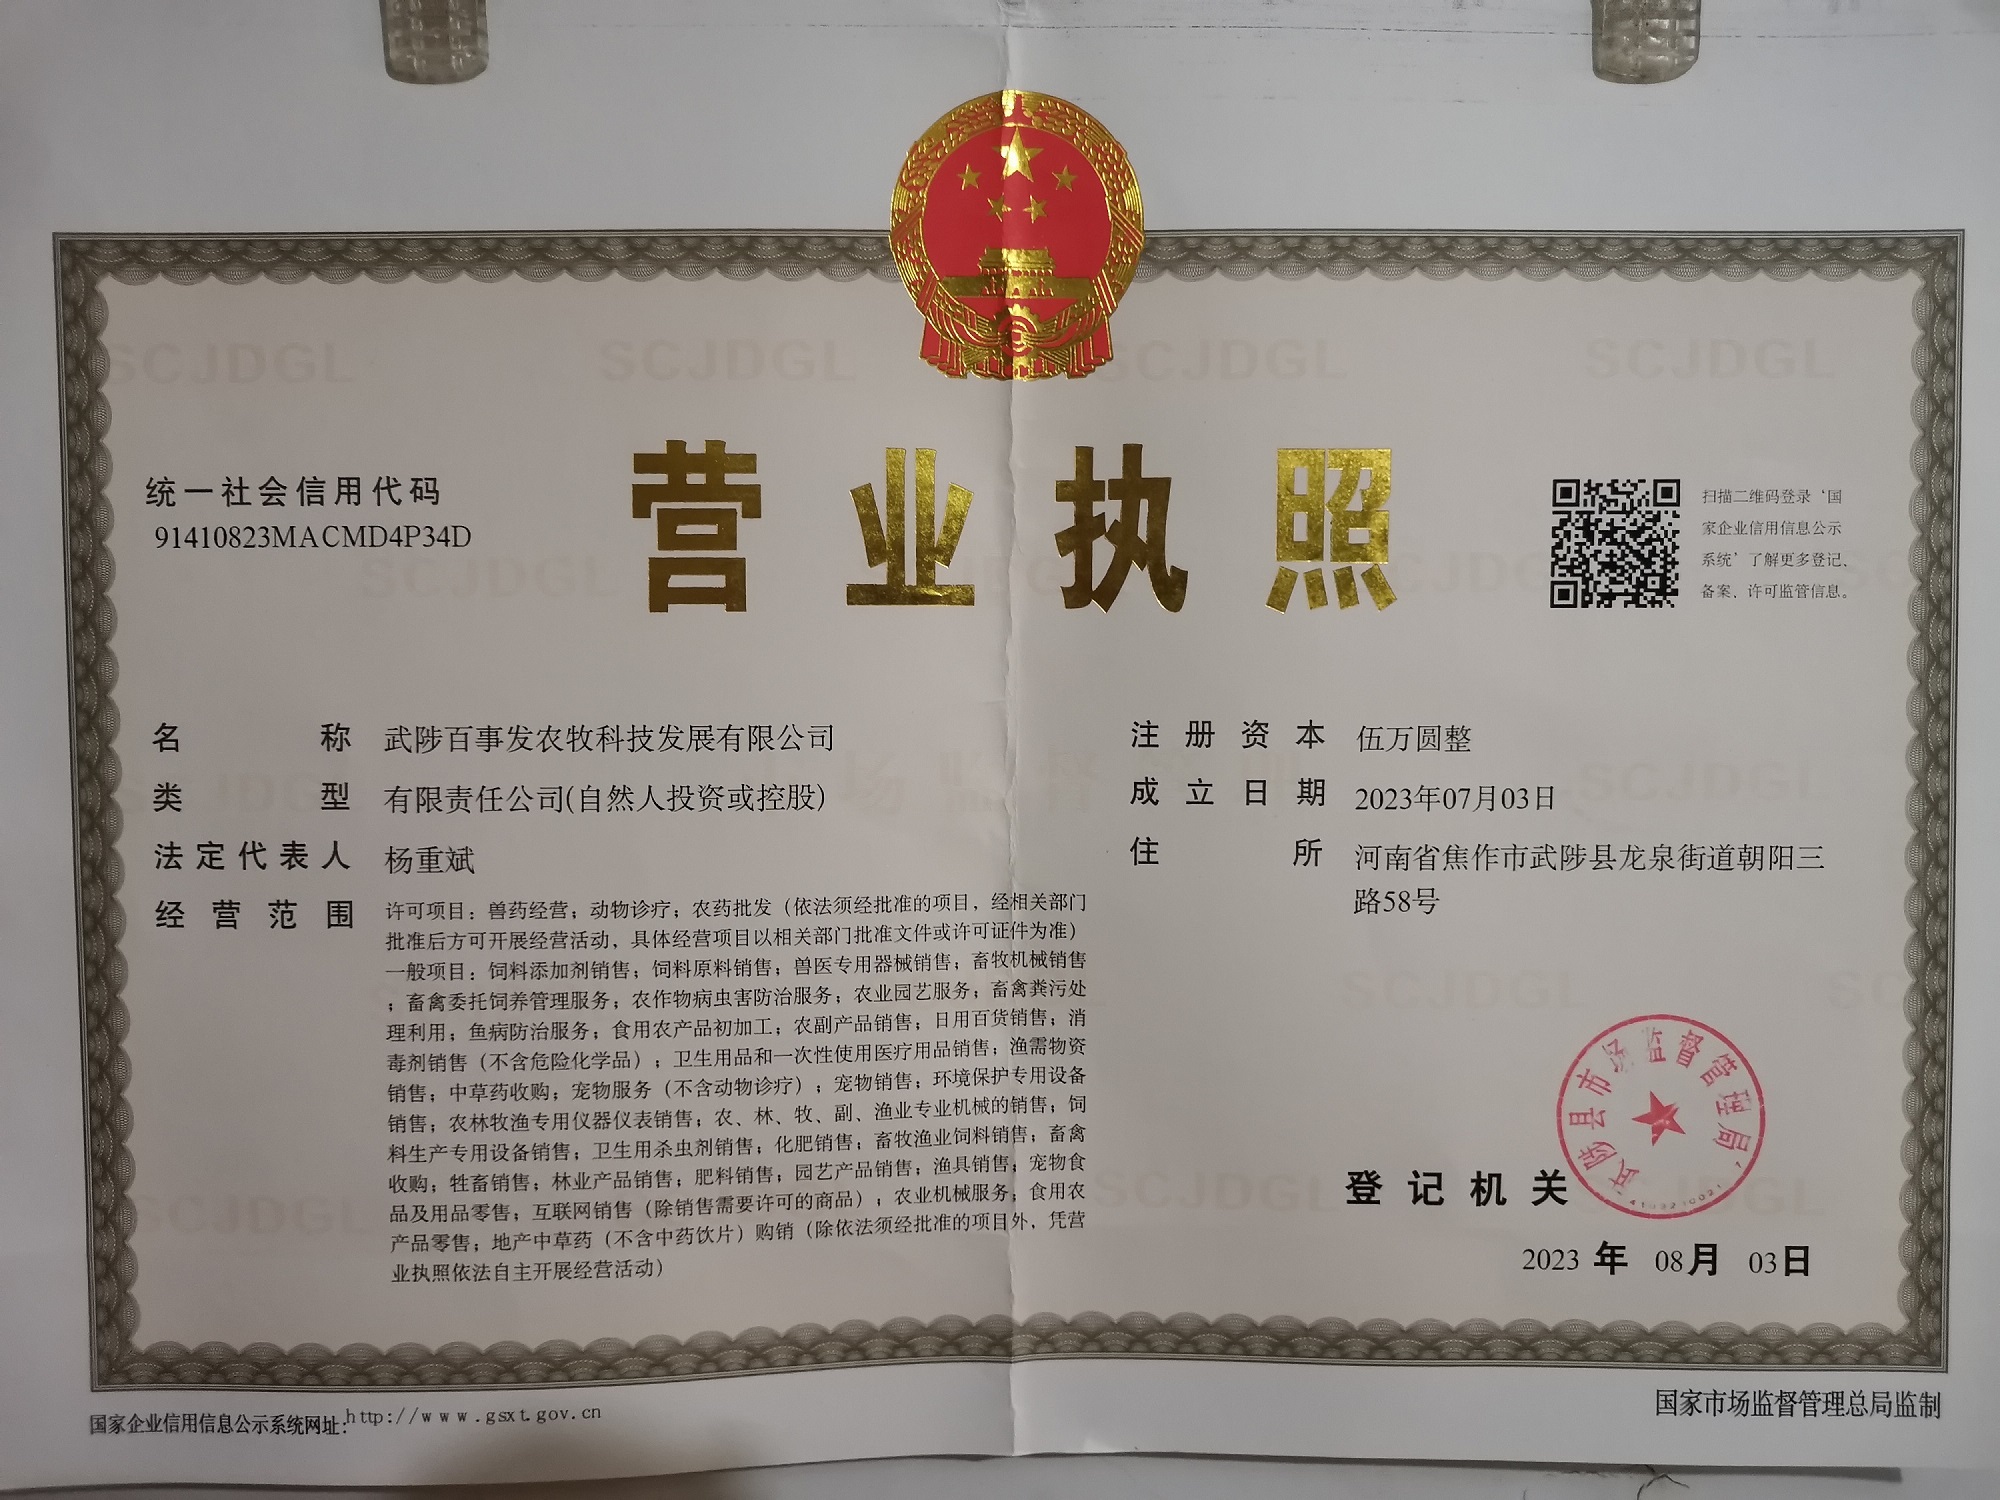 营业执照
统一社会信用代码
91410823MACMD4P34D
扫描二维码登录‘国
家企业信用信息公示
系统’了解更多登记、
备案、许可监管信息。
名称 武陟百事发农牧科技发展有限公司
类型 有限责任公司(自然人投资或控股)
法定代表人 杨重斌
经营范围 许可项目：兽药经营；动物诊疗；农药批发（依法须经批准的项目，经相关部门
批准后方可开展经营活动，具体经营项目以相关部门批准文件或许可证件为准）
一般项目：饲料添加剂销售；饲料原料销售；兽医专用器械销售；畜牧机械销售
；畜禽委托饲养管理服务；农作物病虫害防治服务；农业园艺服务；畜禽粪污处
理利用；鱼病防治服务；食用农产品初加工；农副产品销售；日用百货销售；消
毒剂销售（不含危险化学品）；卫生用品和一次性使用医疗用品销售；渔需物资
销售；中草药收购；宠物服务（不含动物诊疗）；宠物销售；环境保护专用设备
销售；农林牧渔专用仪器仪表销售；农、林、牧、副、渔业专业机械的销售；饲
料生产专用设备销售；卫生用杀虫剂销售；化肥销售；畜牧渔业饲料销售；畜禽
收购；牲畜销售；林业产品销售；肥料销售；园艺产品销售；渔具销售；宠物食
品及用品零售；互联网销售（除销售需要许可的商品）；农业机械服务；食用农
产品零售；地产中草药（不含中药饮片）购销（除依法须经批准的项目外，凭营
业执照依法自主开展经营活动）
注册资本 伍万圆整
成立日期 2023年07月03日
住所 河南省焦作市武陟县龙泉街道朝阳三
路58号
武陟县市场监督管理局
登记机关
2023 年 08月 03日
国家企业信用信息公示系统网址：http://www.gsxt.gov.cn
国家市场监督管理总局监制
SCJDGL